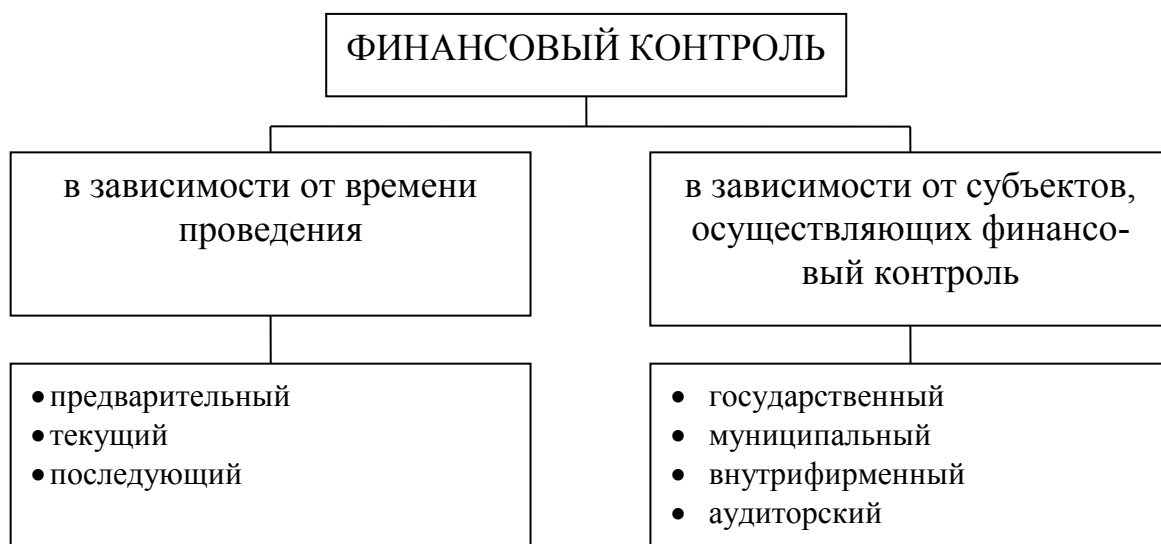 ФИНАНСОВЫЙ КОНТРОЛЬ
в зависимости от времени
проведения
в зависимости от субъектов,
осуществляющих финансо-
вый контроль
•предварительный
•текущий
•последующий
• государственный
• муниципальный
• внутрифирменный
• аудиторский